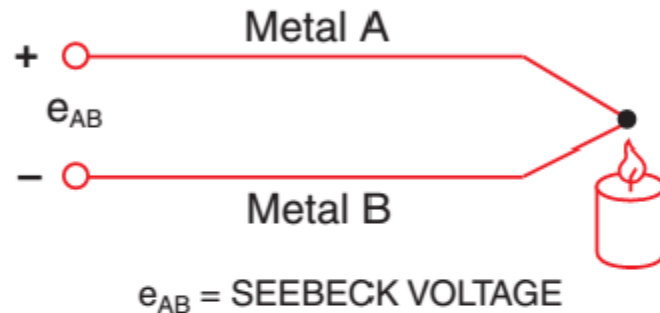 Metal A
+
eAB
−
Metal B
eAB = SEEBECK VOLTAGE